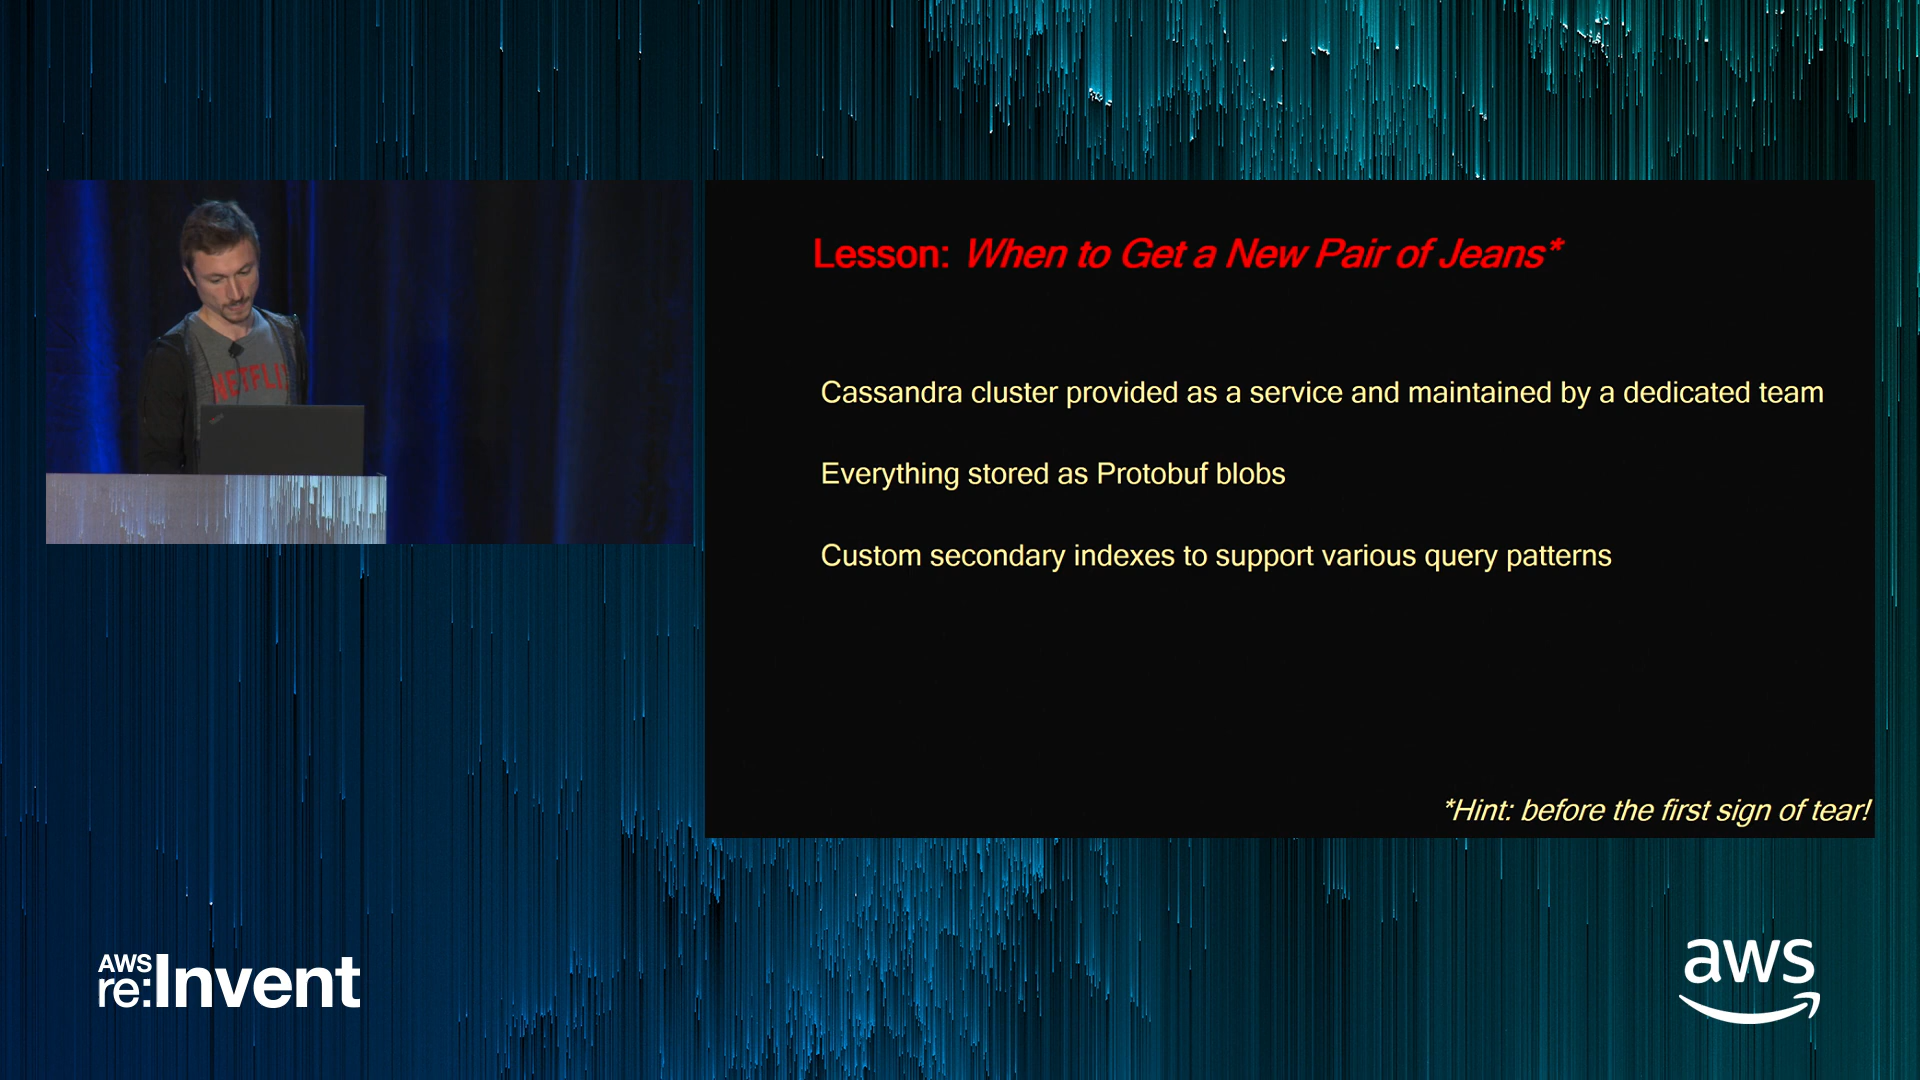 NETFLI
Lesson: When to Get a New Pair of Jeans*
Cassandra cluster provided as a service and maintained by a dedicated team
Everything stored as Protobuf blobs
Custom secondary indexes to support various query patterns
*Hint: before the first sign of tear!
AWS
re:Invent
aws